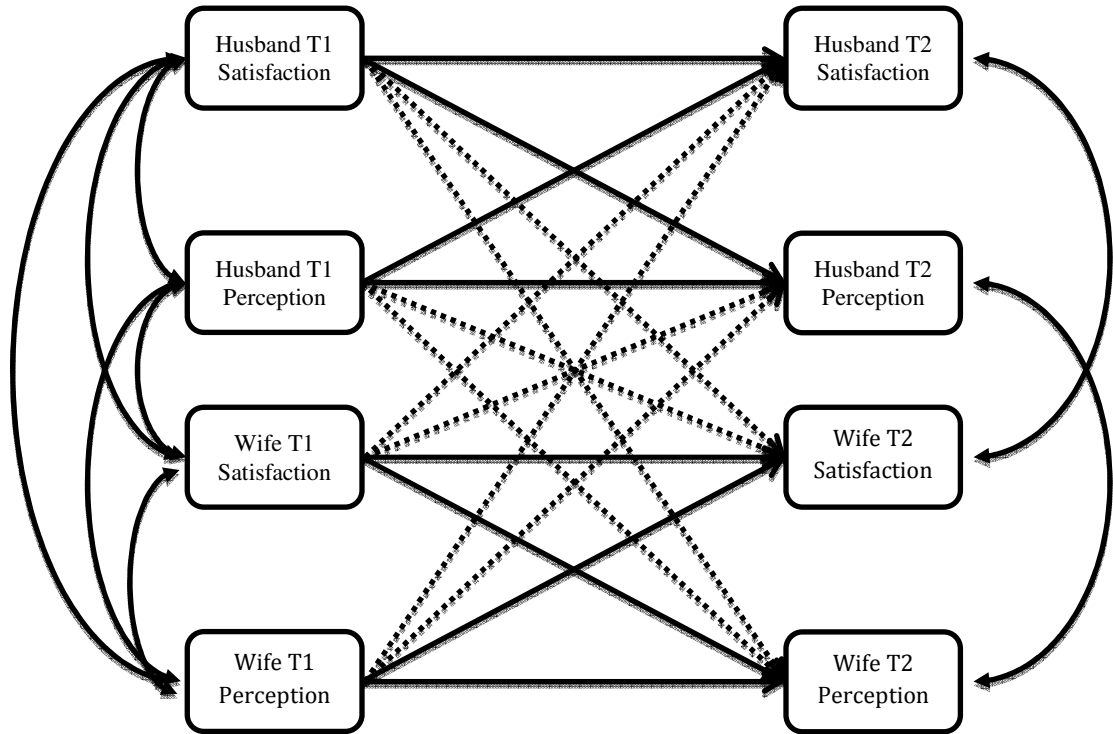 Husband T1
Satisfaction
Husband T2
Satisfaction
Husband T1
Perception
Husband T2
Perception
Wife T1
Satisfaction
Wife T2
Satisfaction
Wife T1
Perception
Wife T2
Perception